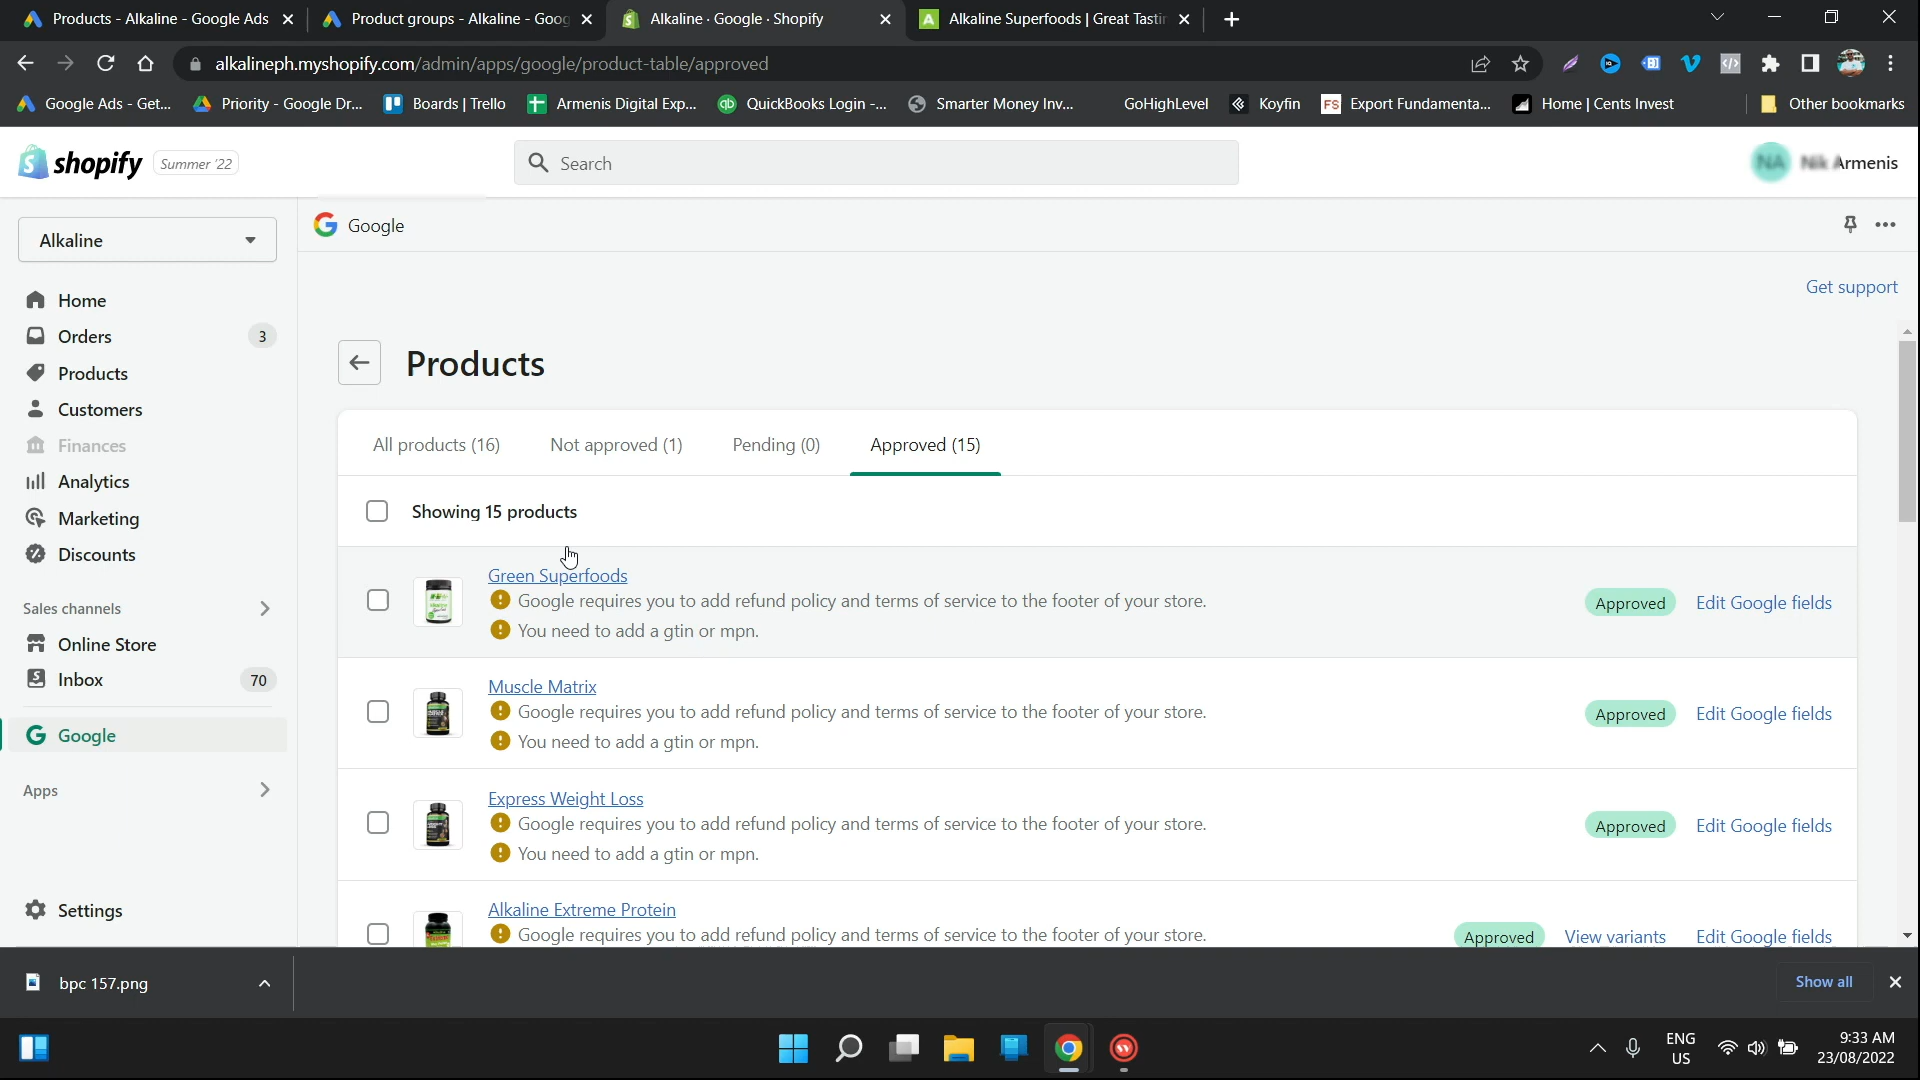 Products - Alkaline - Google Ads
Product groups - Alkaline - Goog
Alkaline · Google · Shopify
Alkaline Superfoods | Great Tastin
alkalineph.myshopify.com/admin/apps/google/product-table/approved
Google Ads - Get...
Priority - Google Dr...
Boards | Trello
Armenis Digital Exp...
QuickBooks Login -...
Smarter Money Inv...
GoHighLevel
Koyfin
FS Export Fundamenta...
Home | Cents Invest
Other bookmarks
shopify
Summer '22
Search
NA
Nik Armenis
Alkaline
Google
Get support
Home
Orders
3
Products
Customers
Finances
Analytics
Marketing
Discounts
Sales channels
Online Store
Inbox
70
Google
Apps
Settings
Products
All products (16)
Not approved (1)
Pending (0)
Approved (15)
Showing 15 products
Green Superfoods
Google requires you to add refund policy and terms of service to the footer of your store.
You need to add a gtin or mpn.
Approved
Edit Google fields
Muscle Matrix
Google requires you to add refund policy and terms of service to the footer of your store.
You need to add a gtin or mpn.
Approved
Edit Google fields
Express Weight Loss
Google requires you to add refund policy and terms of service to the footer of your store.
You need to add a gtin or mpn.
Approved
Edit Google fields
Alkaline Extreme Protein
Google requires you to add refund policy and terms of service to the footer of your store.
Approved
View variants
Edit Google fields
bpc 157.png
Show all
ENG
US
9:33 AM
23/08/2022